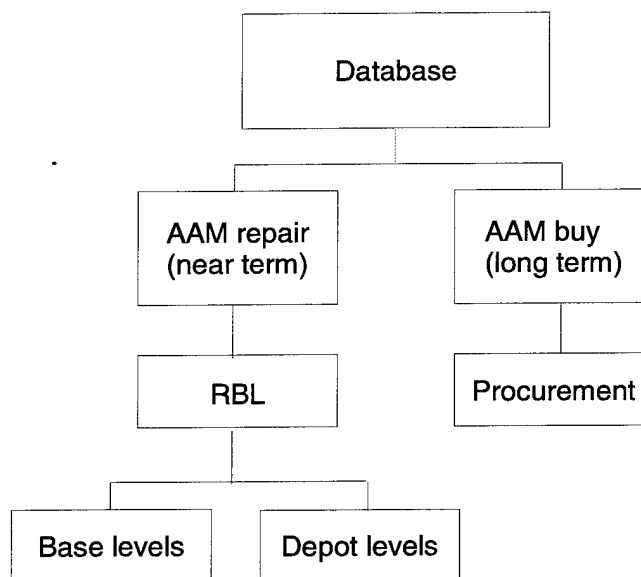 Database
AAM repair
(near term)
AAM buy
(long term)
RBL
Procurement
Base levels
Depot levels